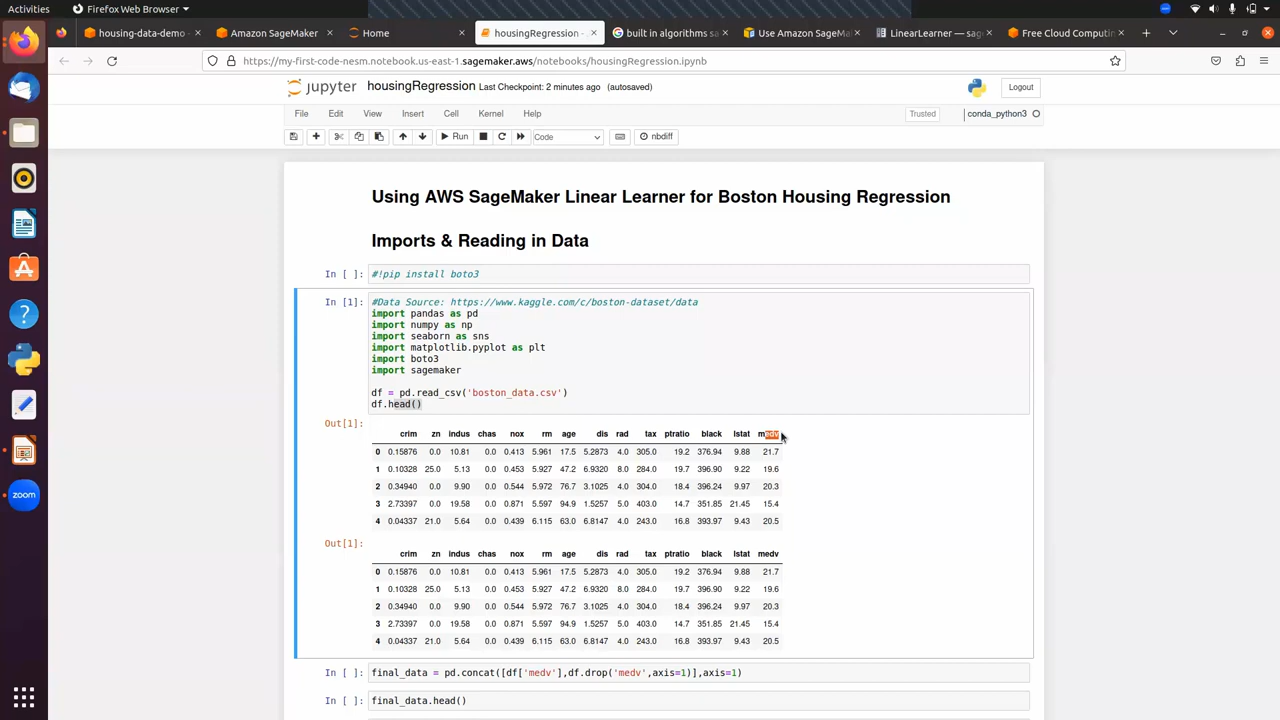 Activities Firefox Web Browser
housing-data-demo - Amazon SageMaker Home housingRegression - built in algorithms sa Use Amazon SageMa LinearLearner — sage Free Cloud Computin
https://my-first-code-nesm.notebook.us-east-1.sagemaker.aws/notebooks/housingRegression.ipynb
jupyter housingRegression Last Checkpoint: 2 minutes ago (autosaved) Logout
File Edit View Insert Cell Kernel Help Trusted conda_python3
Run Code nbdiff
Using AWS SageMaker Linear Learner for Boston Housing Regression
Imports & Reading in Data
In [ ]: #!pip install boto3
In [1]: #Data Source: https://www.kaggle.com/c/boston-dataset/data
import pandas as pd
import numpy as np
import seaborn as sns
import matplotlib.pyplot as plt
import boto3
import sagemaker
df = pd.read_csv('boston_data.csv')
df.head()
Out[1]:
crim zn indus chas nox rm age dis rad tax ptratio black lstat medv
0 0.15876 0.0 10.81 0.0 0.413 5.961 17.5 5.2873 4.0 305.0 19.2 376.94 9.88 21.7
1 0.10328 25.0 5.13 0.0 0.453 5.927 47.2 6.9320 8.0 284.0 19.7 396.90 9.22 19.6
2 0.34940 0.0 9.90 0.0 0.544 5.972 76.7 3.1025 4.0 304.0 18.4 396.24 9.97 20.3
3 2.73397 0.0 19.58 0.0 0.871 5.597 94.9 1.5257 5.0 403.0 14.7 351.85 21.45 15.4
4 0.04337 21.0 5.64 0.0 0.439 6.115 63.0 6.8147 4.0 243.0 16.8 393.97 9.43 20.5
Out[1]:
crim zn indus chas nox rm age dis rad tax ptratio black lstat medv
0 0.15876 0.0 10.81 0.0 0.413 5.961 17.5 5.2873 4.0 305.0 19.2 376.94 9.88 21.7
1 0.10328 25.0 5.13 0.0 0.453 5.927 47.2 6.9320 8.0 284.0 19.7 396.90 9.22 19.6
2 0.34940 0.0 9.90 0.0 0.544 5.972 76.7 3.1025 4.0 304.0 18.4 396.24 9.97 20.3
3 2.73397 0.0 19.58 0.0 0.871 5.597 94.9 1.5257 5.0 403.0 14.7 351.85 21.45 15.4
4 0.04337 21.0 5.64 0.0 0.439 6.115 63.0 6.8147 4.0 243.0 16.8 393.97 9.43 20.5
In [ ]: final_data = pd.concat([df['medv'],df.drop('medv',axis=1)],axis=1)
In [ ]: final_data.head()
zoom